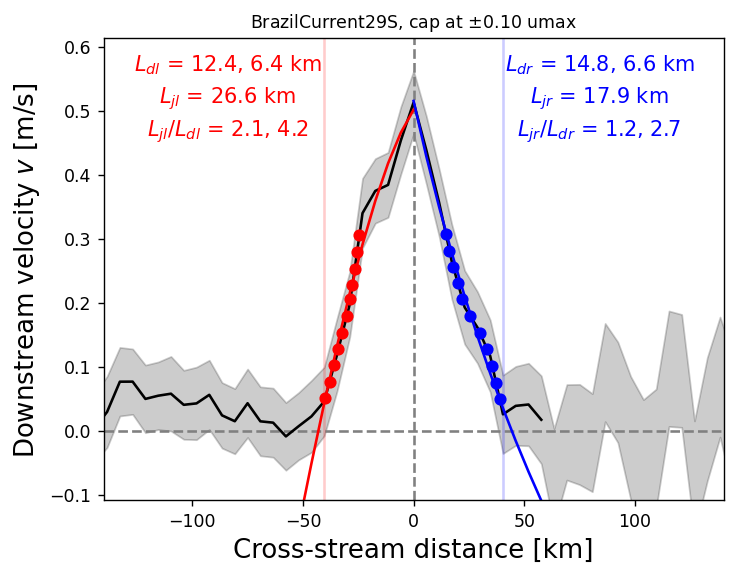 BrazilCurrent29S, cap at ±0.10 umax
L_dl = 12.4, 6.4 km
L_jl = 26.6 km
L_jl/L_dl = 2.1, 4.2
L_dr = 14.8, 6.6 km
L_jr = 17.9 km
L_jr/L_dr = 1.2, 2.7
Downstream velocity v [m/s]
0.6
0.5
0.4
0.3
0.2
0.1
0.0
−0.1
−100
−50
0
50
100
Cross-stream distance [km]